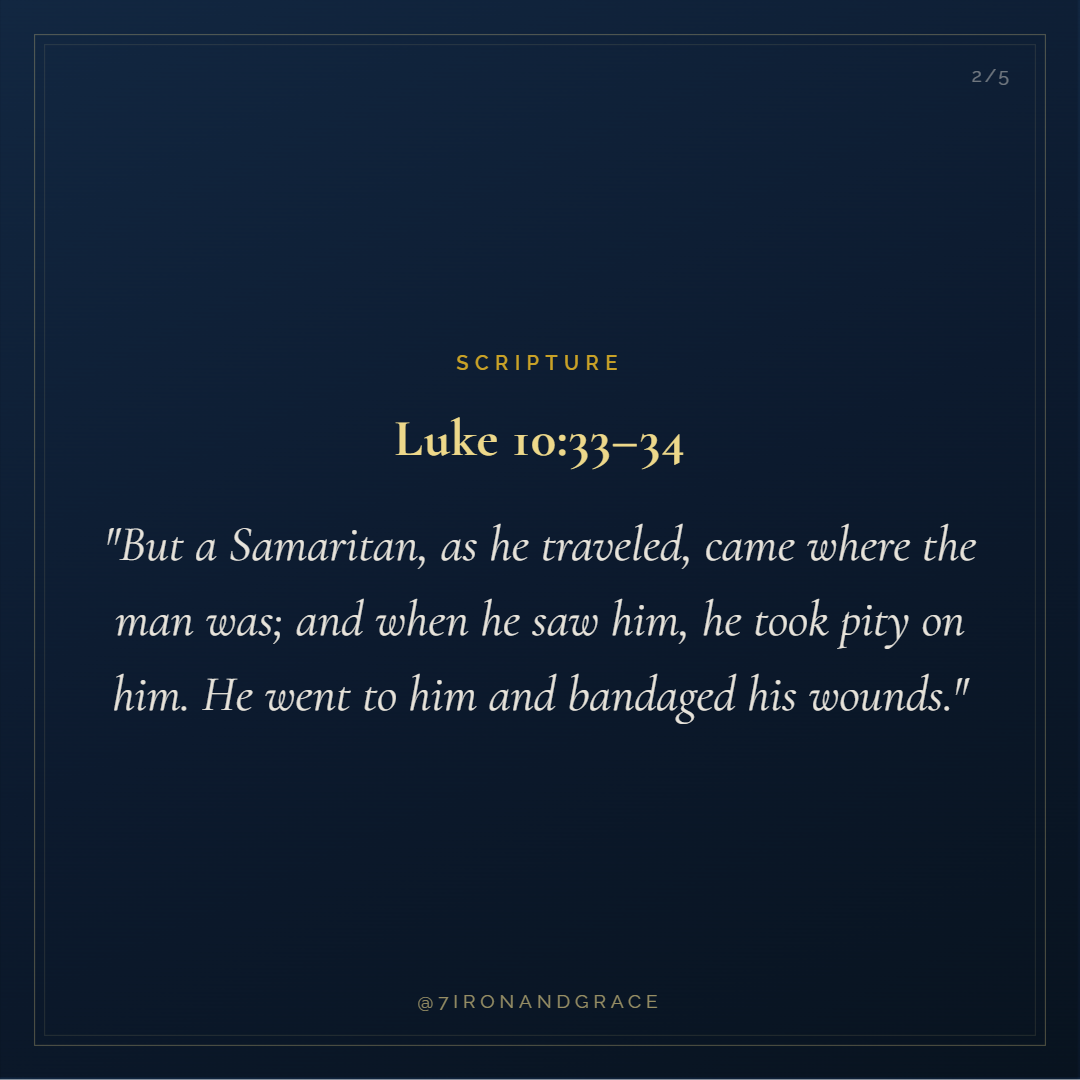 2/5
SCRIPTURE
Luke 10:33–34
"But a Samaritan, as he traveled, came where the
man was; and when he saw him, he took pity on
him. He went to him and bandaged his wounds."
@7IRONANDGRACE